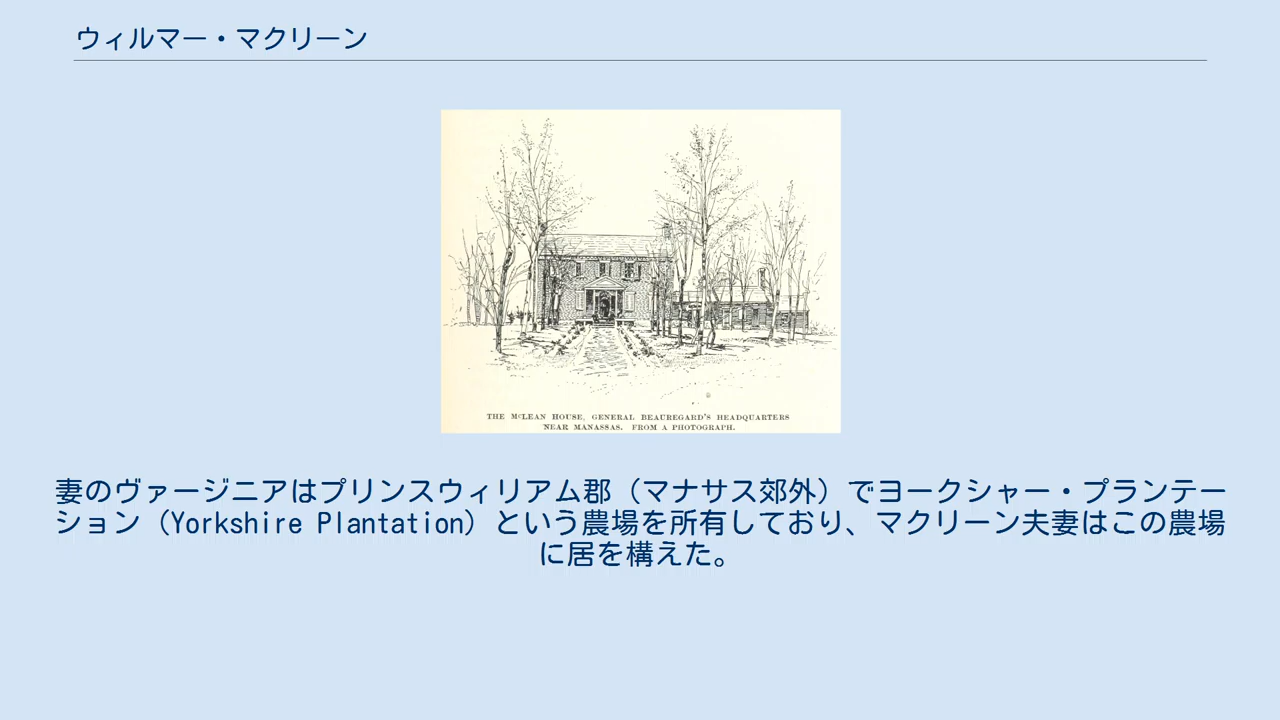 ウィルマー・マクリーン
THE McLEAN HOUSE, GENERAL BEAUREGARD'S HEADQUARTERS
NEAR MANASSAS. FROM A PHOTOGRAPH.
妻のヴァージニアはプリンスウィリアム郡（マナサス郊外）でヨークシャー・プランテー
ション（Yorkshire Plantation）という農場を所有しており、マクリーン夫妻はこの農場
に居を構えた。